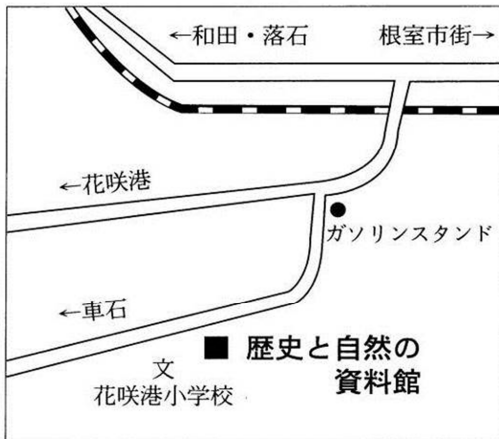 ←和田・落石
根室市街→
←花咲港
ガソリンスタンド
←車石
■ 歴史と自然の
資料館
文
花咲港小学校